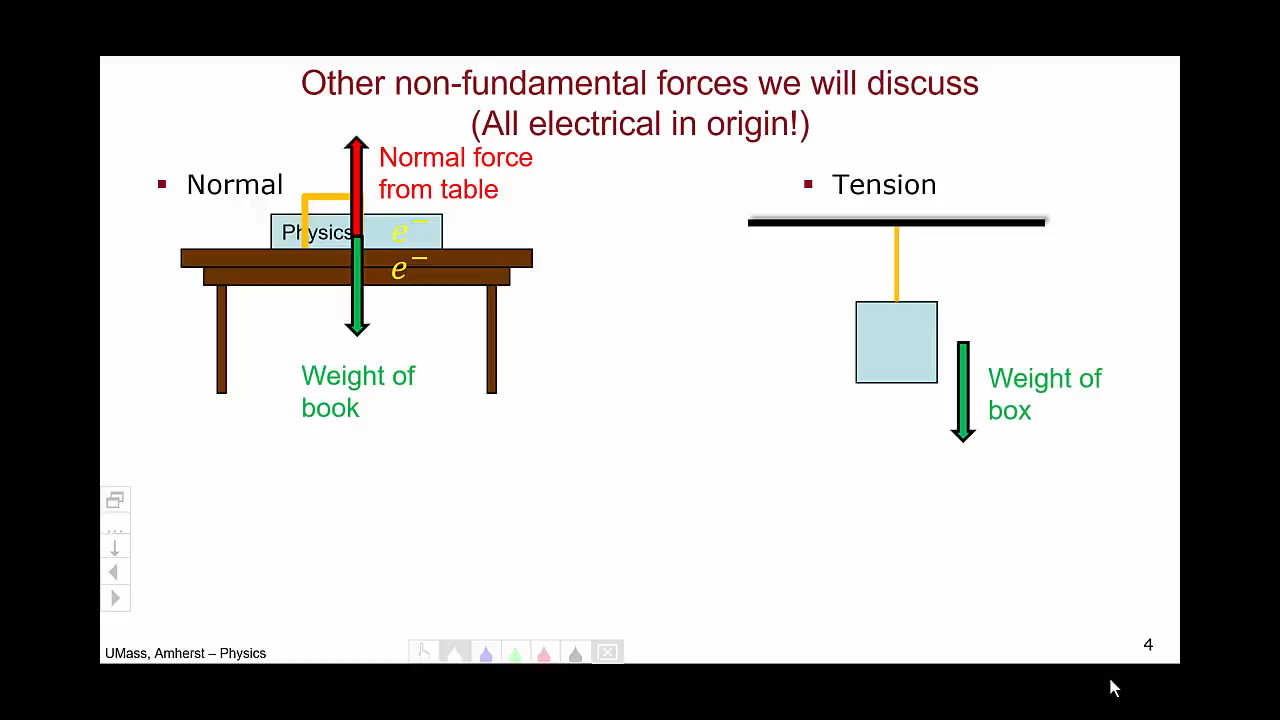 Other non-fundamental forces we will discuss
(All electrical in origin!)
▪ Normal
Normal force
from table
Physics
e⁻
e⁻
Weight of
book
▪ Tension
Weight of
box
UMass, Amherst – Physics
4